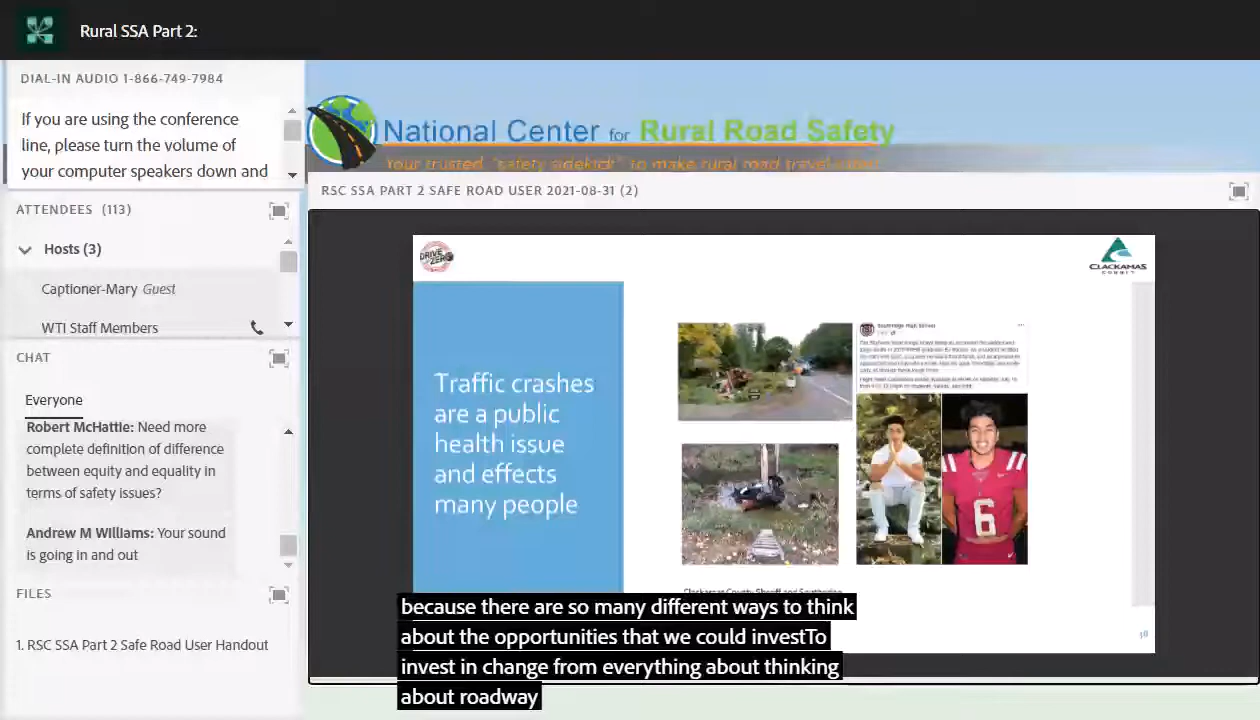 Rural SSA Part 2:
DIAL-IN AUDIO 1-866-749-7984
If you are using the conference
line, please turn the volume of
your computer speakers down and
ATTENDEES (113)
Hosts (3)
Captioner-Mary Guest
WTI Staff Members
CHAT
Everyone
Robert McHattie: Need more
complete definition of difference
between equity and equality in
terms of safety issues?
Andrew M Williams: Your sound
is going in and out
FILES
1. RSC SSA Part 2 Safe Road User Handout
National Center for Rural Road Safety
Your trusted "safety sidekick" to make rural road travel
RSC SSA PART 2 SAFE ROAD USER 2021-08-31 (2)
DRIVE
ZERO
CLACKAMAS
COUNTY
Traffic crashes
are a public
health issue
and effects
many people
6
Clackamas County Sheriff and
because there are so many different ways to think
about the opportunities that we could investTo
invest in change from everything about thinking
about roadway